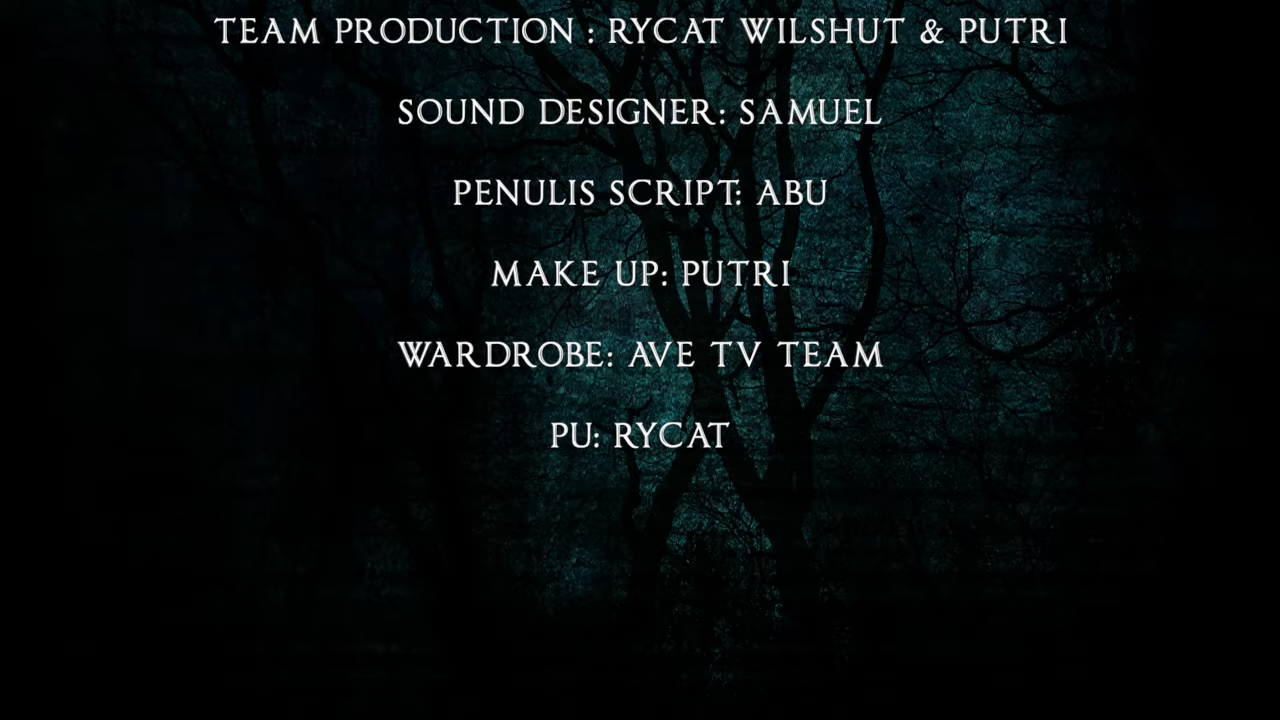 TEAM PRODUCTION : RYCAT WILSHUT & PUTRI
SOUND DESIGNER: SAMUEL
PENULIS SCRIPT: ABU
MAKE UP: PUTRI
WARDROBE: AVE TV TEAM
PU: RYCAT